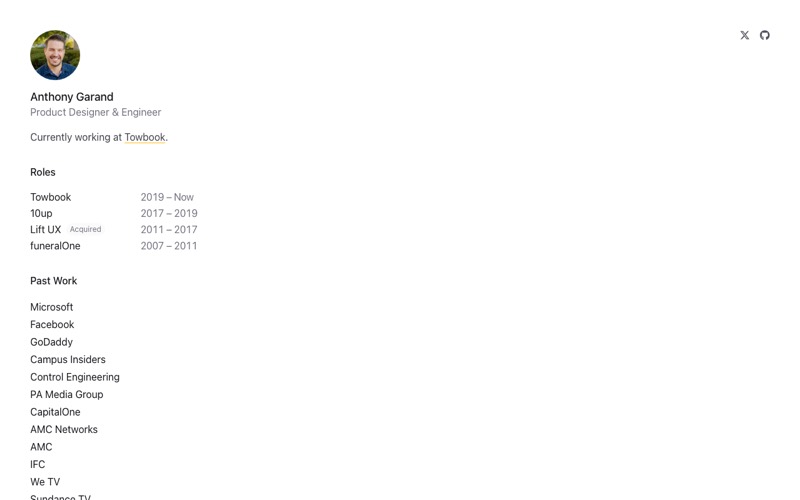 Anthony Garand
Product Designer & Engineer
Currently working at Towbook.
Roles
Towbook 2019 – Now
10up 2017 – 2019
Lift UX Acquired 2011 – 2017
funeralOne 2007 – 2011
Past Work
Microsoft
Facebook
GoDaddy
Campus Insiders
Control Engineering
PA Media Group
CapitalOne
AMC Networks
AMC
IFC
We TV
Sundance TV